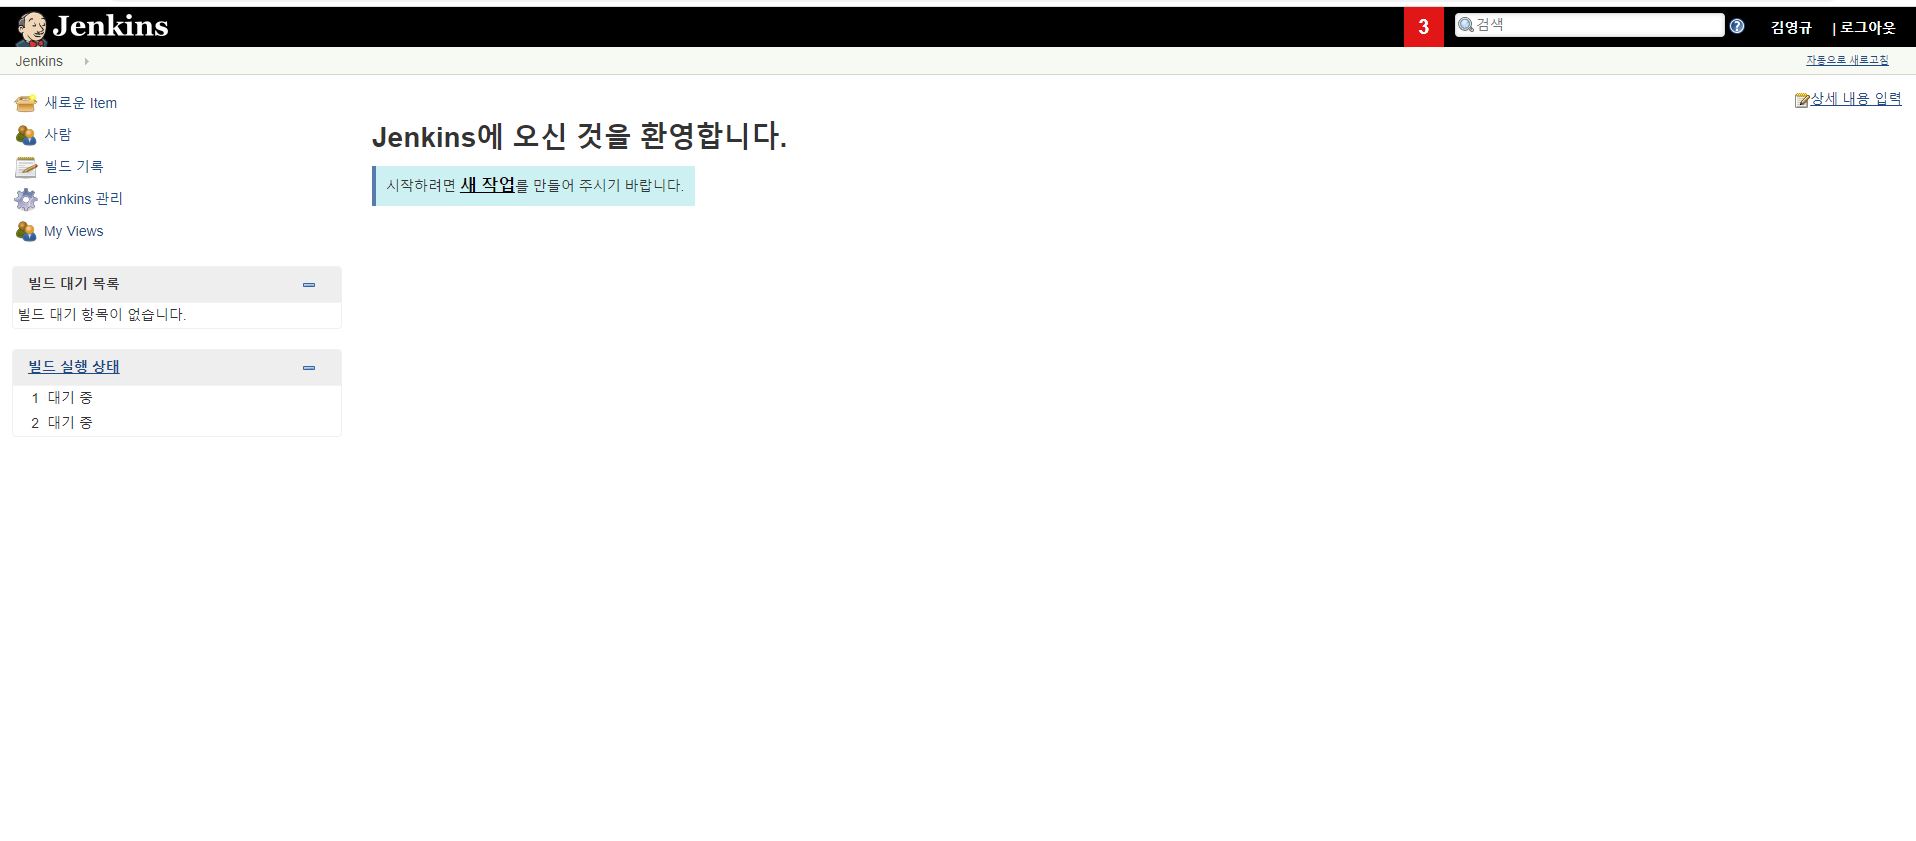 Jenkins
3
검색
김영규
| 로그아웃
Jenkins
자동으로 새로고침
새로운 Item
사람
빌드 기록
Jenkins 관리
My Views
상세 내용 입력
Jenkins에 오신 것을 환영합니다.
시작하려면 새 작업를 만들어 주시기 바랍니다.
빌드 대기 목록
빌드 대기 항목이 없습니다.
빌드 실행 상태
1 대기 중
2 대기 중